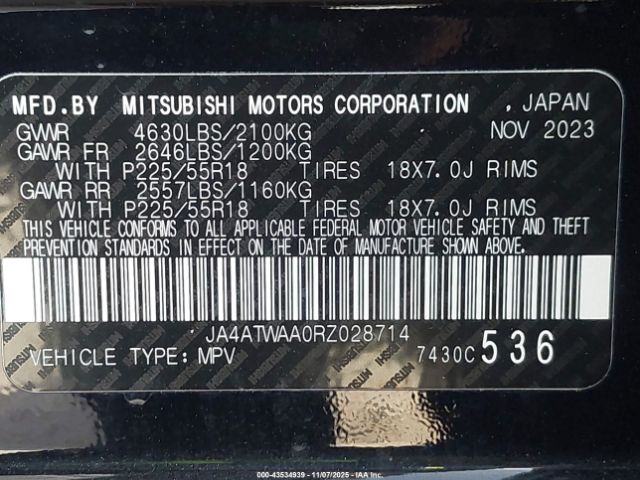 MFD.BY MITSUBISHI MOTORS CORPORATION , JAPAN
GVWR 4630LBS/2100KG NOV 2023
GAWR FR 2646LBS/1200KG
WITH P225/55R18 TIRES 18X7.0J RIMS
GAWR RR 2557LBS/1160KG
WITH P225/55R18 TIRES 18X7.0J RIMS
THIS VEHICLE CONFORMS TO ALL APPLICABLE FEDERAL MOTOR VEHICLE SAFETY AND THEFT
PREVENTION STANDARDS IN EFFECT ON THE DATE OF MANUFACTURE SHOWN ABOVE.
JA4ATWAA0RZ028714
VEHICLE TYPE: MPV 7430C 536
000-43534939 - 11/07/2025 - IAA Inc.